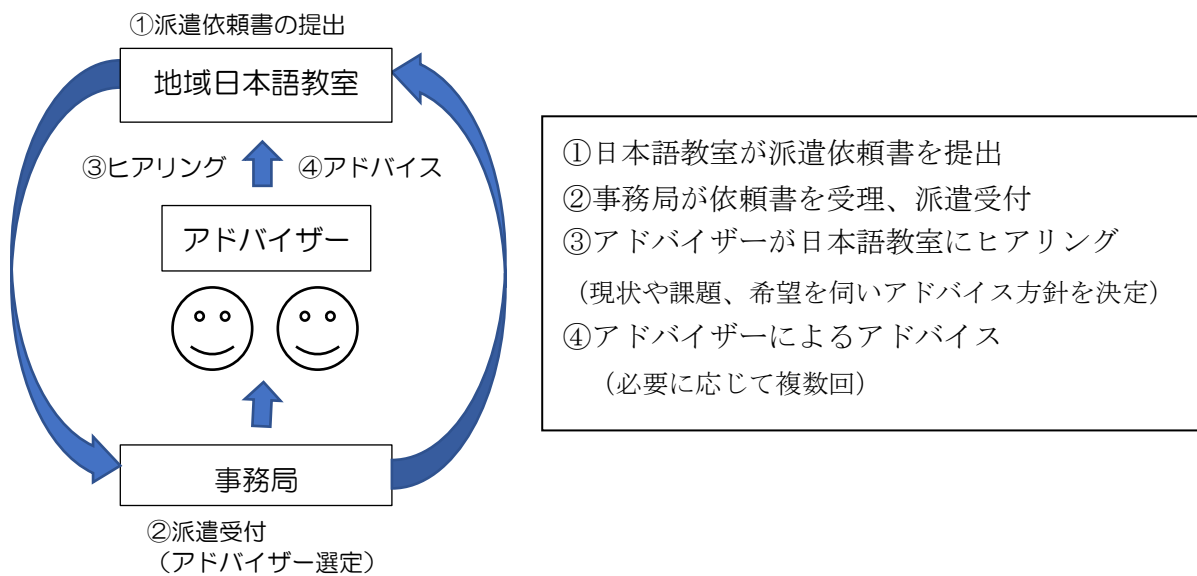 ①派遣依頼書の提出
地域日本語教室
③ヒアリング
④アドバイス
アドバイザー
事務局
②派遣受付
（アドバイザー選定）
①日本語教室が派遣依頼書を提出
②事務局が依頼書を受理、派遣受付
③アドバイザーが日本語教室にヒアリング
（現状や課題、希望を伺いアドバイス方針を決定）
④アドバイザーによるアドバイス
（必要に応じて複数回）